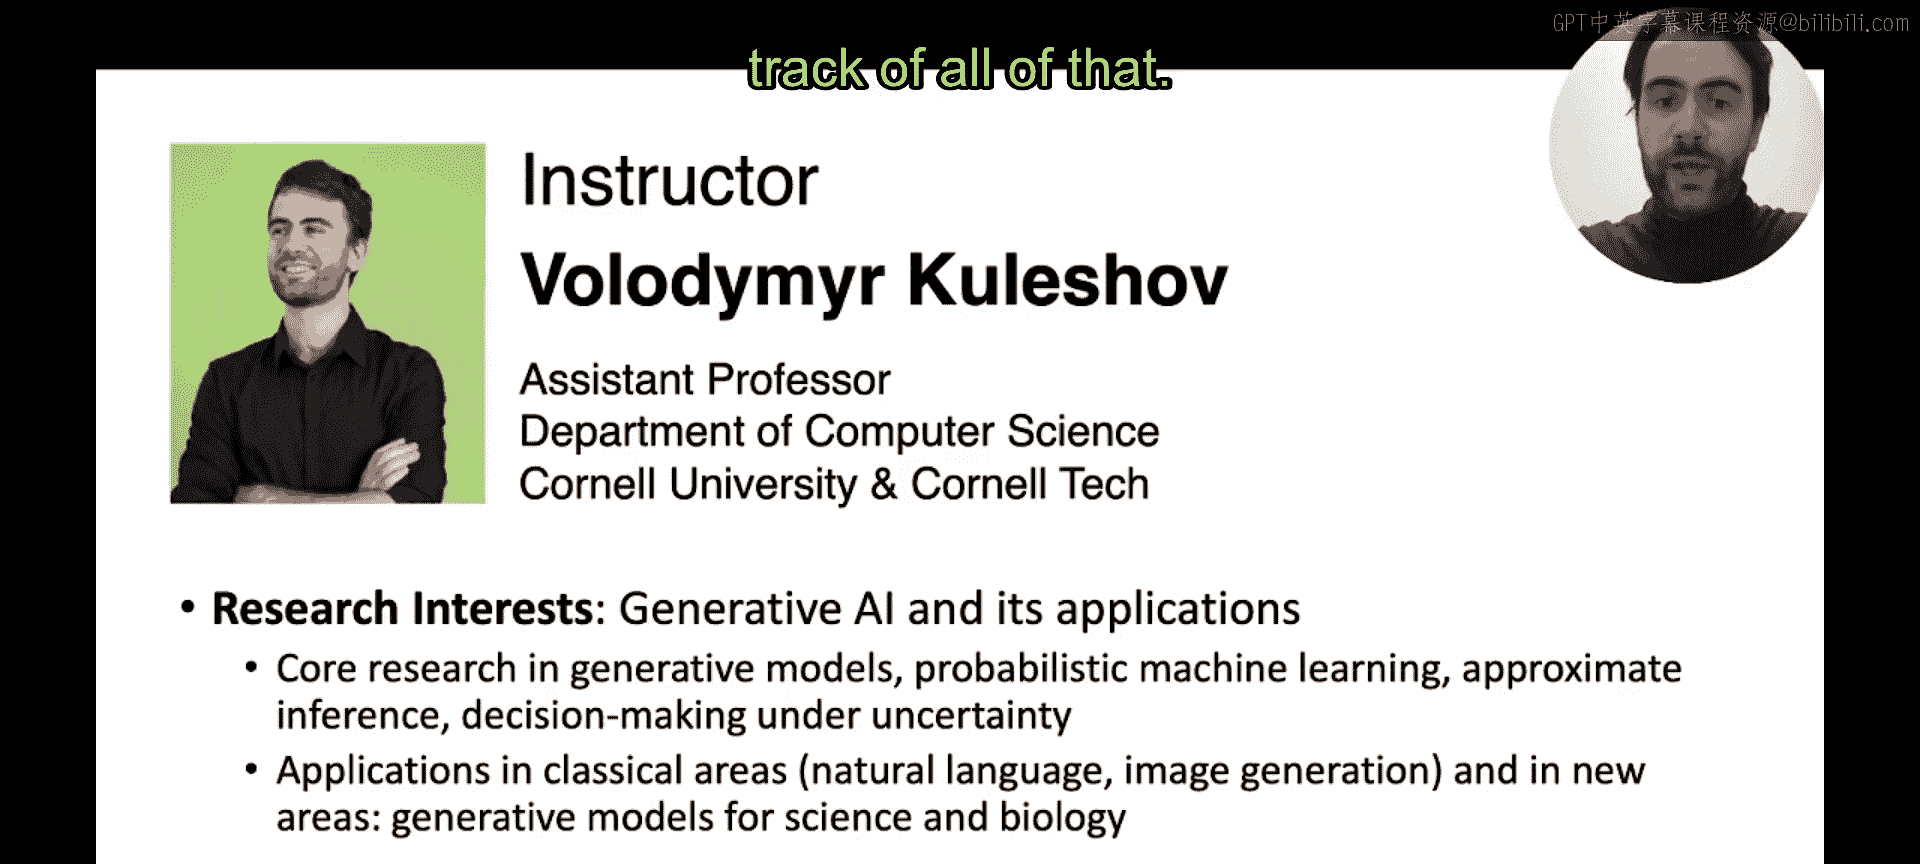 GPT中英字幕课程资源@bilibili.com
track of all of that.
Instructor
Volodymyr Kuleshov
Assistant Professor
Department of Computer Science
Cornell University & Cornell Tech
• Research Interests: Generative AI and its applications
• Core research in generative models, probabilistic machine learning, approximate
inference, decision-making under uncertainty
• Applications in classical areas (natural language, image generation) and in new
areas: generative models for science and biology